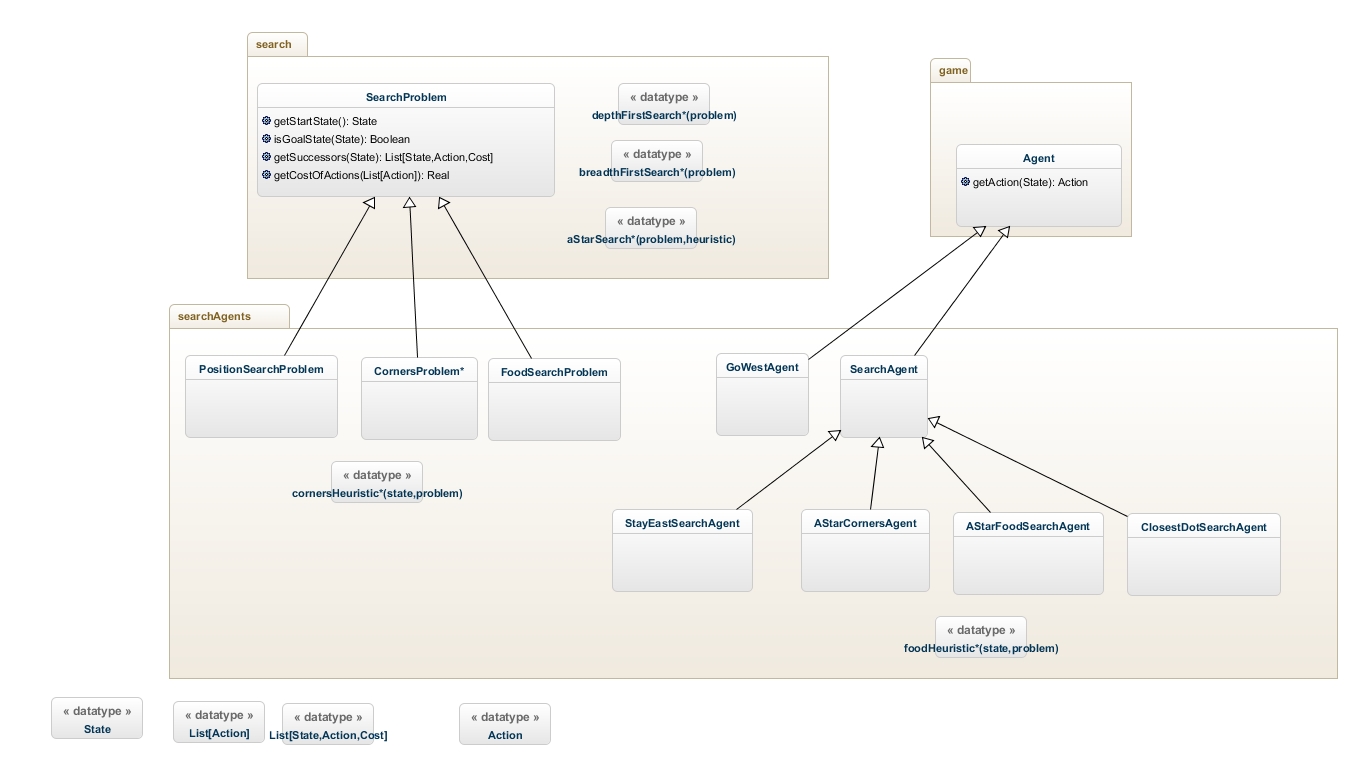 search
SearchProblem
getStartState(): State
isGoalState(State): Boolean
getSuccessors(State): List[State,Action,Cost]
getCostOfActions(List[Action]): Real
« datatype »
depthFirstSearch*(problem)
« datatype »
breadthFirstSearch*(problem)
« datatype »
aStarSearch*(problem,heuristic)
game
Agent
getAction(State): Action
searchAgents
PositionSearchProblem
CornersProblem*
FoodSearchProblem
GoWestAgent
SearchAgent
« datatype »
cornersHeuristic*(state,problem)
StayEastSearchAgent
AStarCornersAgent
AStarFoodSearchAgent
ClosestDotSearchAgent
« datatype »
foodHeuristic*(state,problem)
« datatype »
State
« datatype »
List[Action]
« datatype »
List[State,Action,Cost]
« datatype »
Action